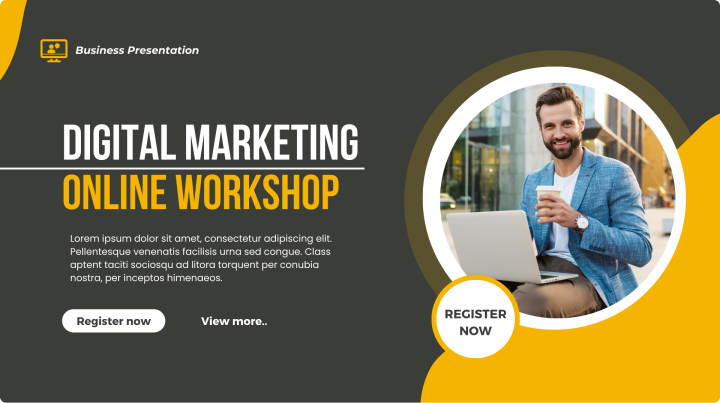 Business Presentation
DIGITAL MARKETING
ONLINE WORKSHOP
Lorem ipsum dolor sit amet, consectetur adipiscing elit.
Pellentesque venenatis facilisis urna sed congue. Class
aptent taciti sociosqu ad litora torquent per conubia
nostra, per inceptos himenaeos.
Register now
View more..
REGISTER
NOW